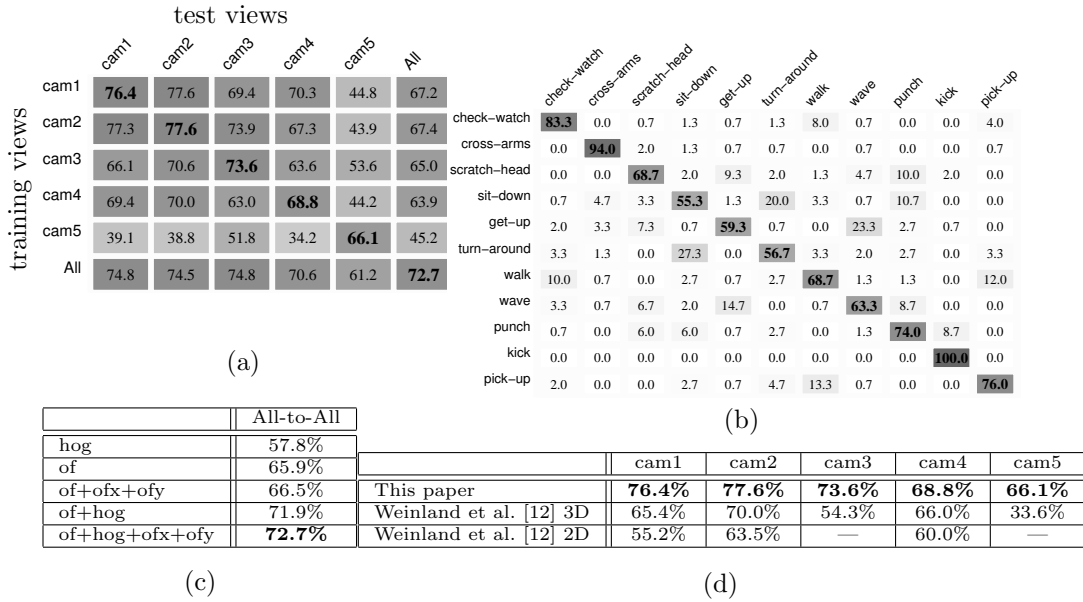 test views
cam1 cam2 cam3 cam4 cam5 All
training views
cam1 76.4 77.6 69.4 70.3 44.8 67.2
cam2 77.3 77.6 73.9 67.3 43.9 67.4
cam3 66.1 70.6 73.6 63.6 53.6 65.0
cam4 69.4 70.0 63.0 68.8 44.2 63.9
cam5 39.1 38.8 51.8 34.2 66.1 45.2
All 74.8 74.5 74.8 70.6 61.2 72.7
(a)
check-watch cross-arms scratch-head sit-down get-up turn-around walk wave punch kick pick-up
check-watch 83.3 0.0 0.7 1.3 0.7 1.3 8.0 0.7 0.0 0.0 4.0
cross-arms 0.0 94.0 2.0 1.3 0.7 0.7 0.0 0.7 0.0 0.0 0.7
scratch-head 0.0 0.0 68.7 2.0 9.3 2.0 1.3 4.7 10.0 2.0 0.0
sit-down 0.7 4.7 3.3 55.3 1.3 20.0 3.3 0.7 10.7 0.0 0.0
get-up 2.0 3.3 7.3 0.7 59.3 0.7 0.0 23.3 2.7 0.7 0.0
turn-around 3.3 1.3 0.0 27.3 0.0 56.7 3.3 2.0 2.7 0.0 3.3
walk 10.0 0.7 0.0 2.7 0.7 2.7 68.7 1.3 1.3 0.0 12.0
wave 3.3 0.7 6.7 2.0 14.7 0.0 0.7 63.3 8.7 0.0 0.0
punch 0.7 0.0 6.0 6.0 0.7 2.7 0.0 1.3 74.0 8.7 0.0
kick 0.0 0.0 0.0 0.0 0.0 0.0 0.0 0.0 0.0 100.0 0.0
pick-up 2.0 0.0 0.0 2.7 0.7 4.7 13.3 0.7 0.0 0.0 76.0
(b)
All-to-All
hog 57.8%
of 65.9%
of+ofx+ofy 66.5%
of+hog 71.9%
of+hog+ofx+ofy 72.7%
(c)
cam1 cam2 cam3 cam4 cam5
This paper 76.4% 77.6% 73.6% 68.8% 66.1%
Weinland et al. [12] 3D 65.4% 70.0% 54.3% 66.0% 33.6%
Weinland et al. [12] 2D 55.2% 63.5% — 60.0% —
(d)